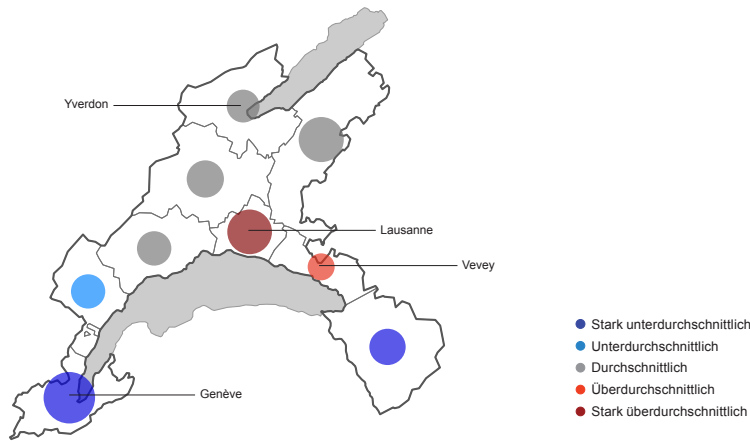 Yverdon
Lausanne
Vevey
Genève
Stark unterdurchschnittlich
Unterdurchschnittlich
Durchschnittlich
Überdurchschnittlich
Stark überdurchschnittlich